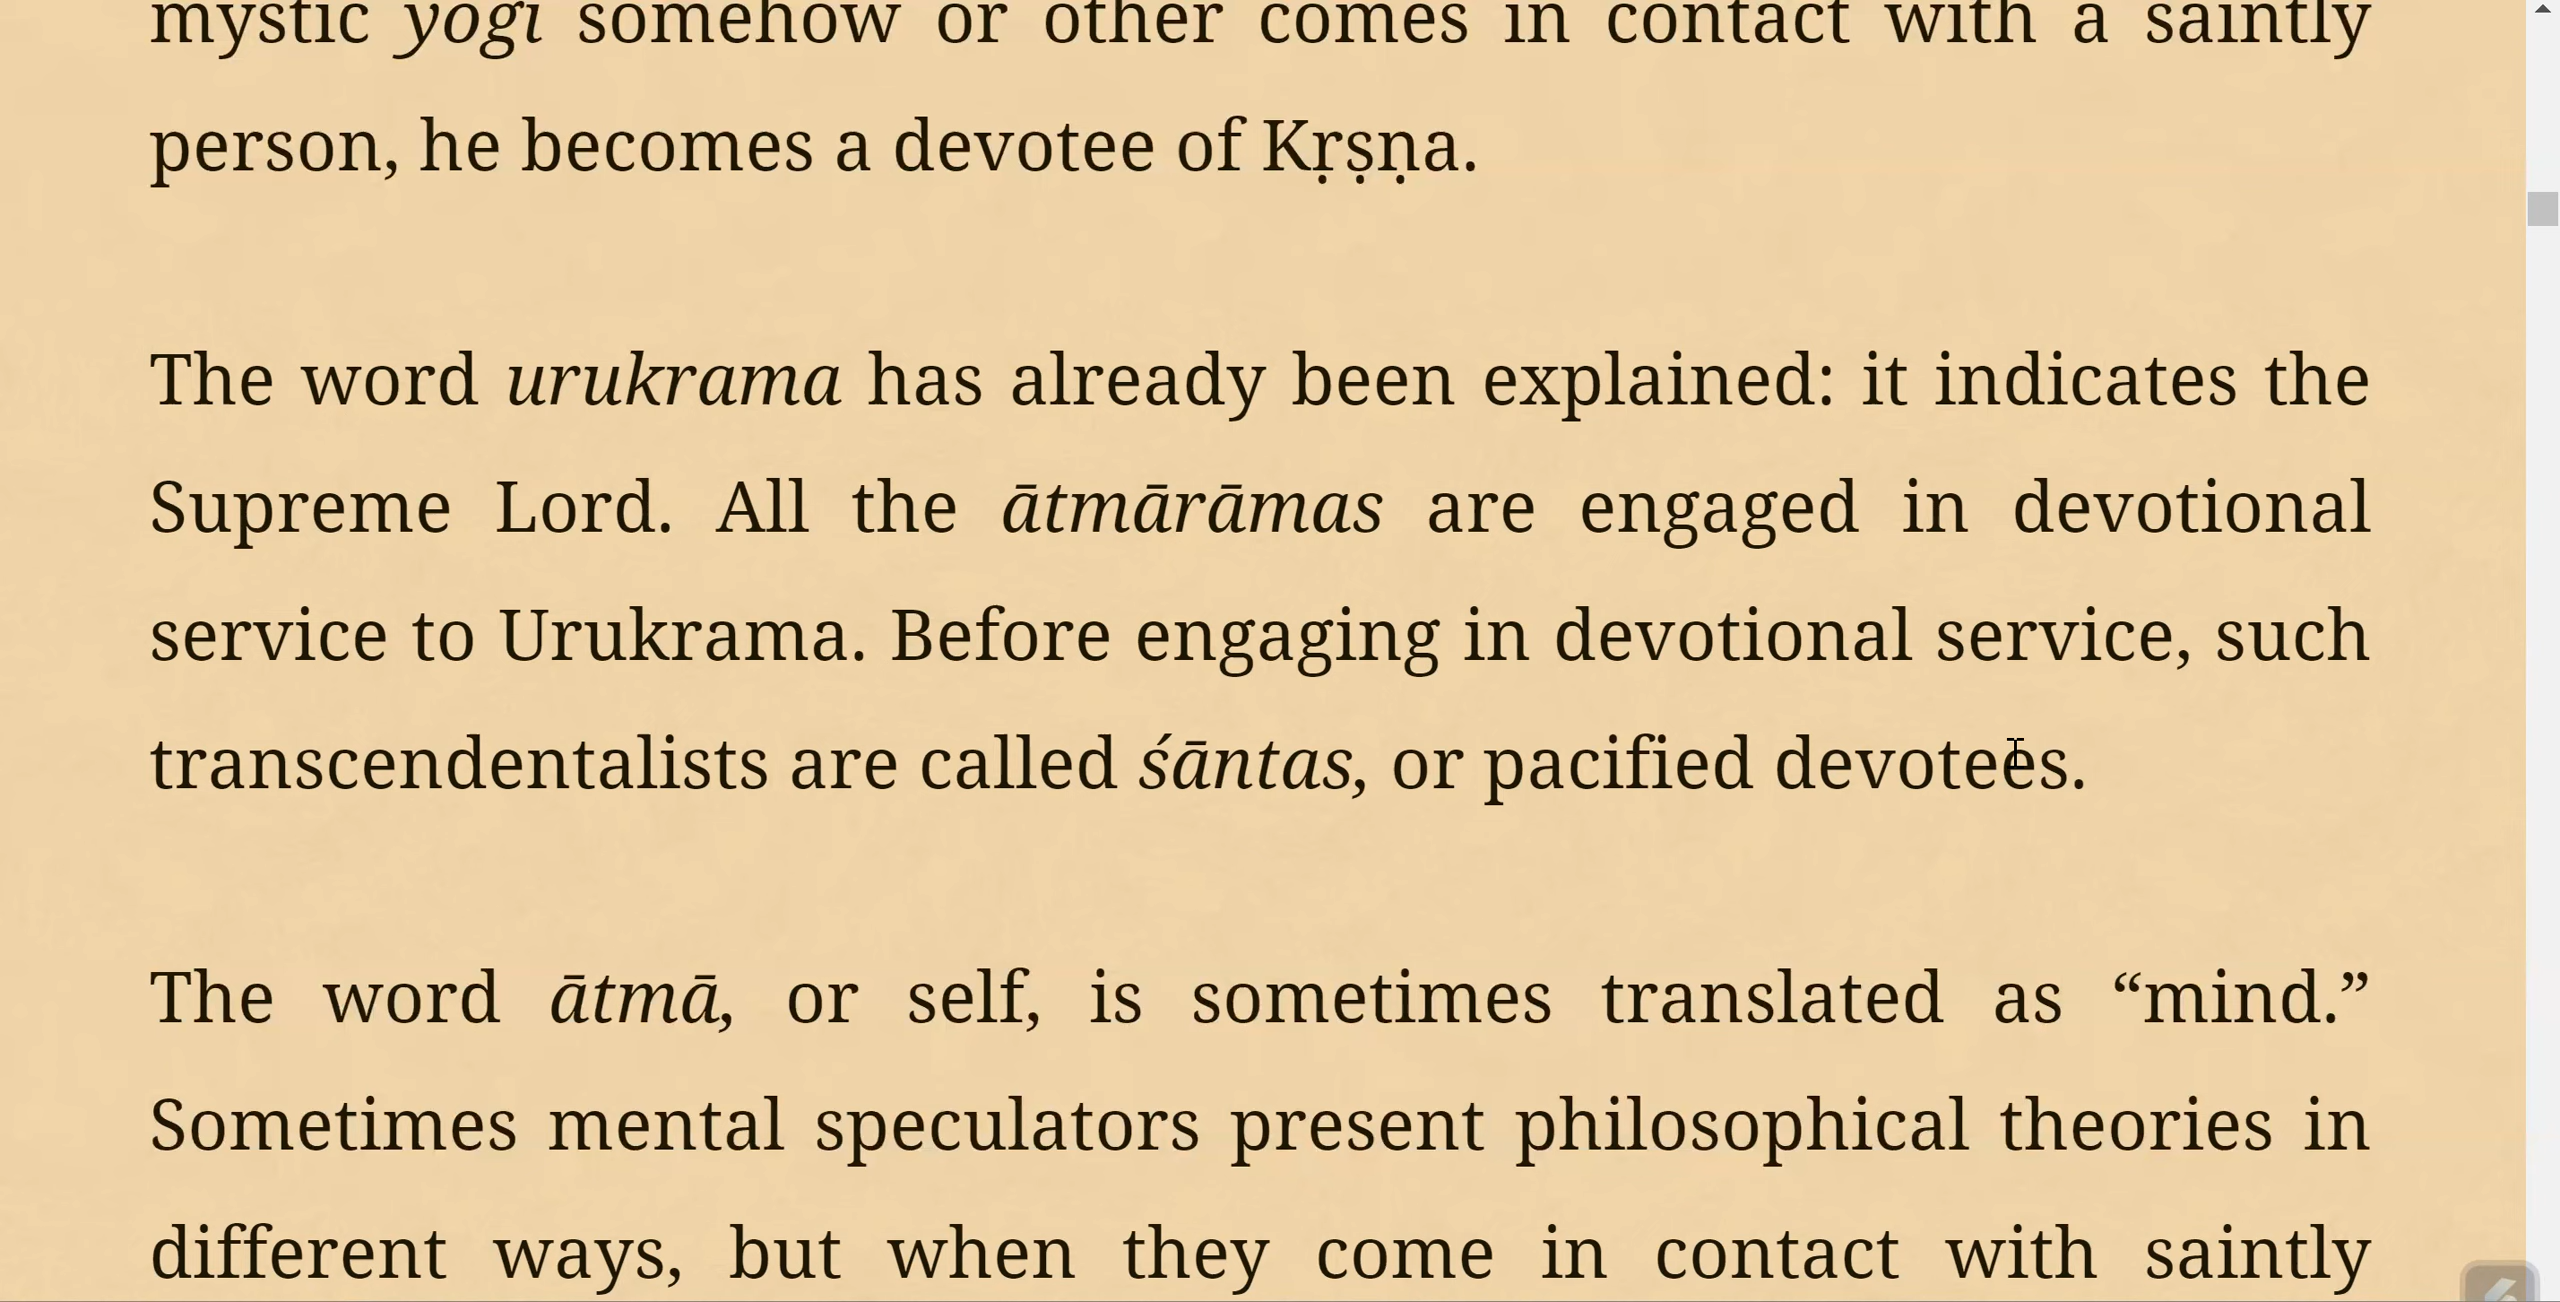 mystic yogī somehow or other comes in contact with a saintly
person, he becomes a devotee of Kṛṣṇa.
The word urukrama has already been explained: it indicates the
Supreme Lord. All the ātmārāmas are engaged in devotional
service to Urukrama. Before engaging in devotional service, such
transcendentalists are called śāntas, or pacified devotees.
The word ātmā, or self, is sometimes translated as “mind.”
Sometimes mental speculators present philosophical theories in
different ways, but when they come in contact with saintly